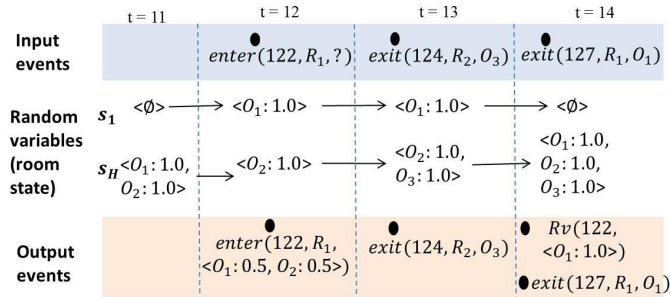 t = 11 t = 12 t = 13 t = 14
Input events
enter(122, R₁, ?) exit(124, R₂, O₃) exit(127, R₁, O₁)
Random variables (room state)
s₁ <Ø> <O₁: 1.0> <O₁: 1.0> <Ø>
s_H <O₁: 1.0, O₂: 1.0> <O₂: 1.0> <O₂: 1.0, O₃: 1.0> <O₁: 1.0, O₂: 1.0, O₃: 1.0>
Output events
enter(122, R₁, <O₁: 0.5, O₂: 0.5>) exit(124, R₂, O₃) Rv(122, <O₁: 1.0>)
exit(127, R₁, O₁)